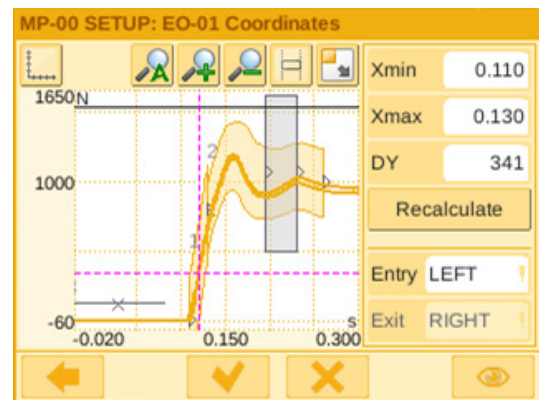 MP-00 SETUP: EO-01 Coordinates
A
1650 N
2
1000
1
-60
s
-0.020 0.150 0.300
Xmin 0.110
Xmax 0.130
DY 341
Recalculate
Entry LEFT
Exit RIGHT